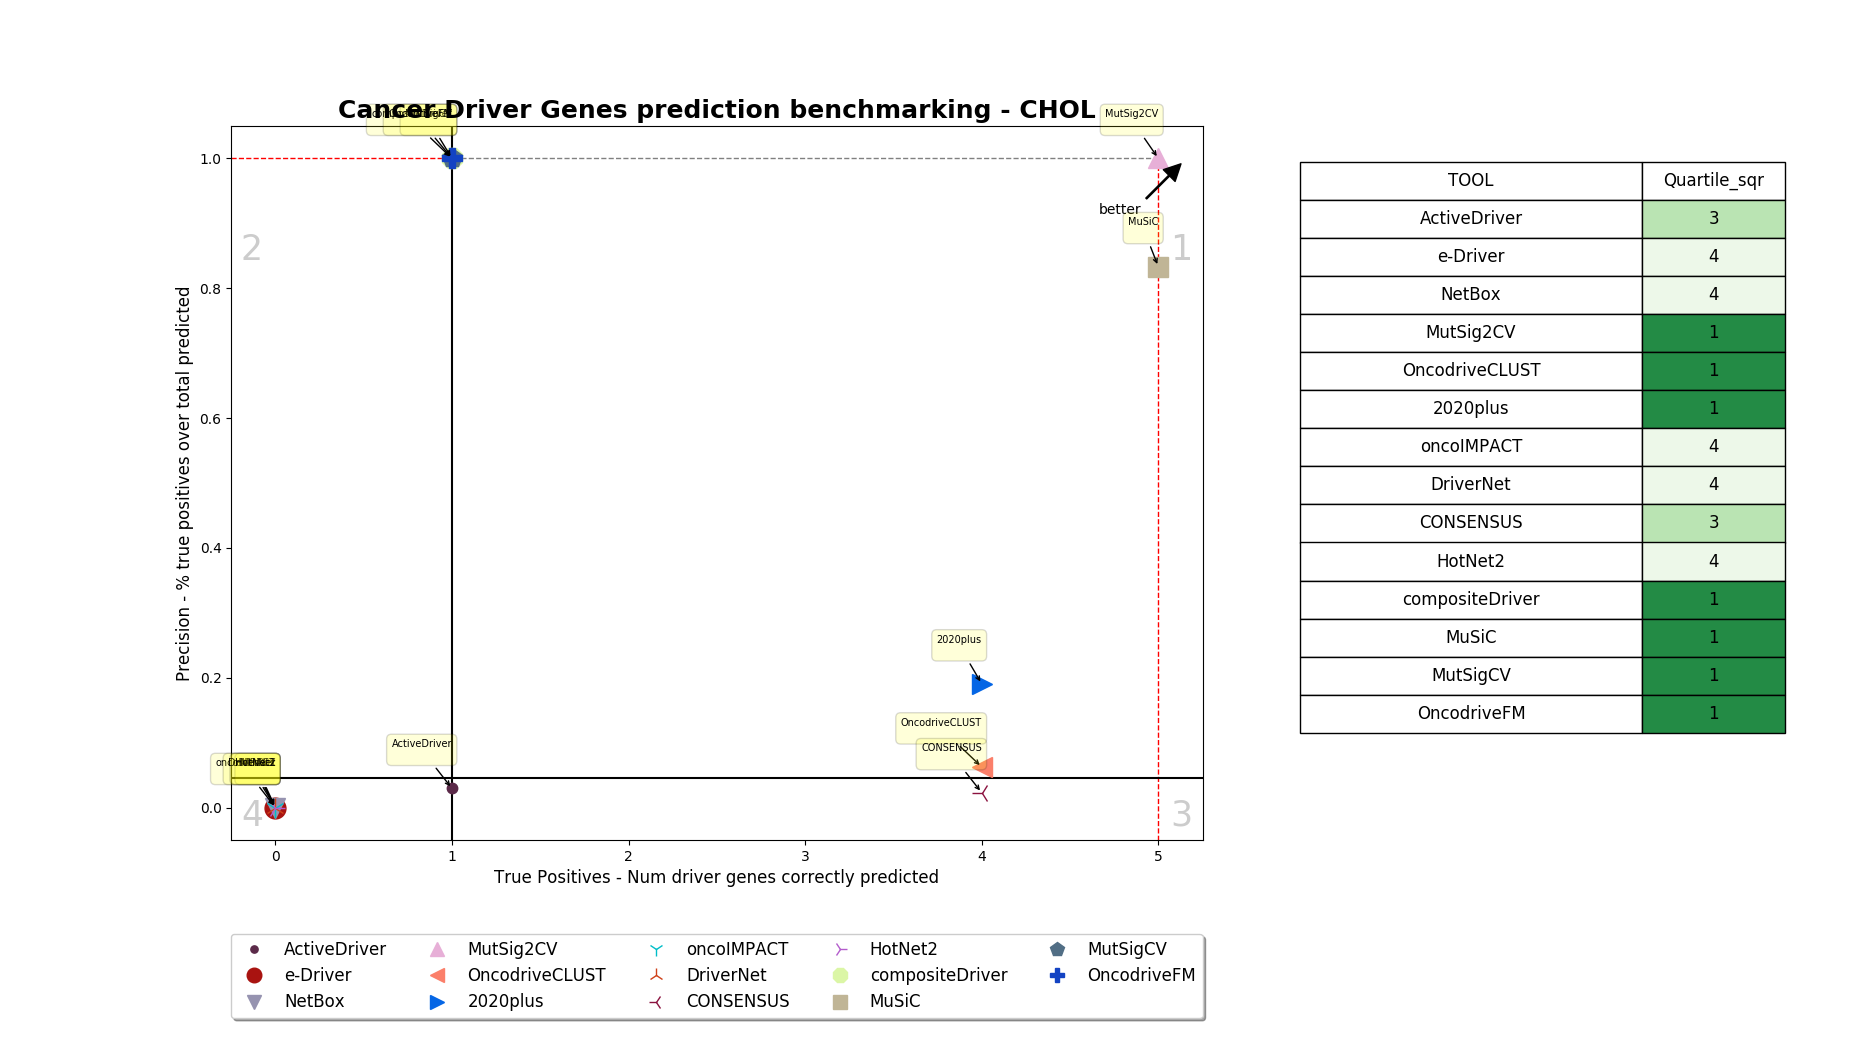 Cancer Driver Genes prediction benchmarking - CHOL
MutSig2CV
better
MuSiC
2
1
2020plus
OncodriveCLUST
CONSENSUS
ActiveDriver
4
3
1.0
0.8
0.6
0.4
0.2
0.0
Precision - % true positives over total predicted
0 1 2 3 4 5
True Positives - Num driver genes correctly predicted
ActiveDriver MutSig2CV oncoIMPACT HotNet2 MutSigCV
e-Driver OncodriveCLUST DriverNet compositeDriver OncodriveFM
NetBox 2020plus CONSENSUS MuSiC
TOOL Quartile_sqr
ActiveDriver 3
e-Driver 4
NetBox 4
MutSig2CV 1
OncodriveCLUST 1
2020plus 1
oncoIMPACT 4
DriverNet 4
CONSENSUS 3
HotNet2 4
compositeDriver 1
MuSiC 1
MutSigCV 1
OncodriveFM 1